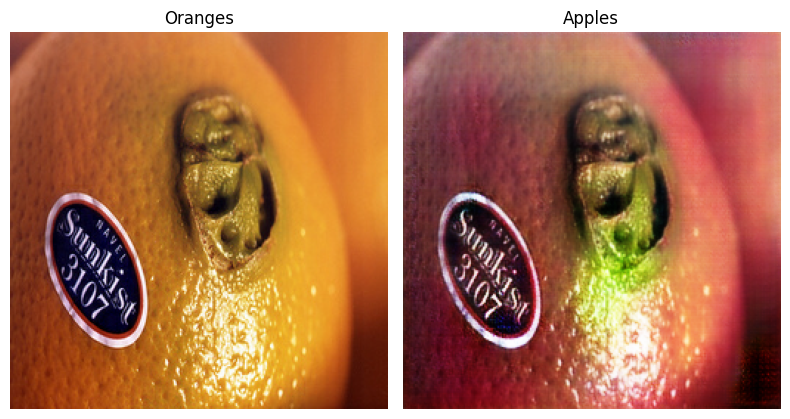 Oranges
Apples
NAVEL
Sunkist
3107
NAVEL
Sunkist
3107